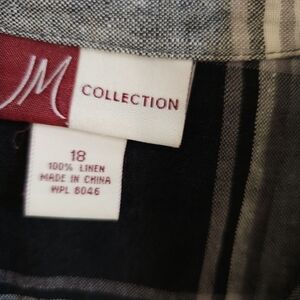 JM
COLLECTION
18
100% LINEN
MADE IN CHINA
WPL 8046